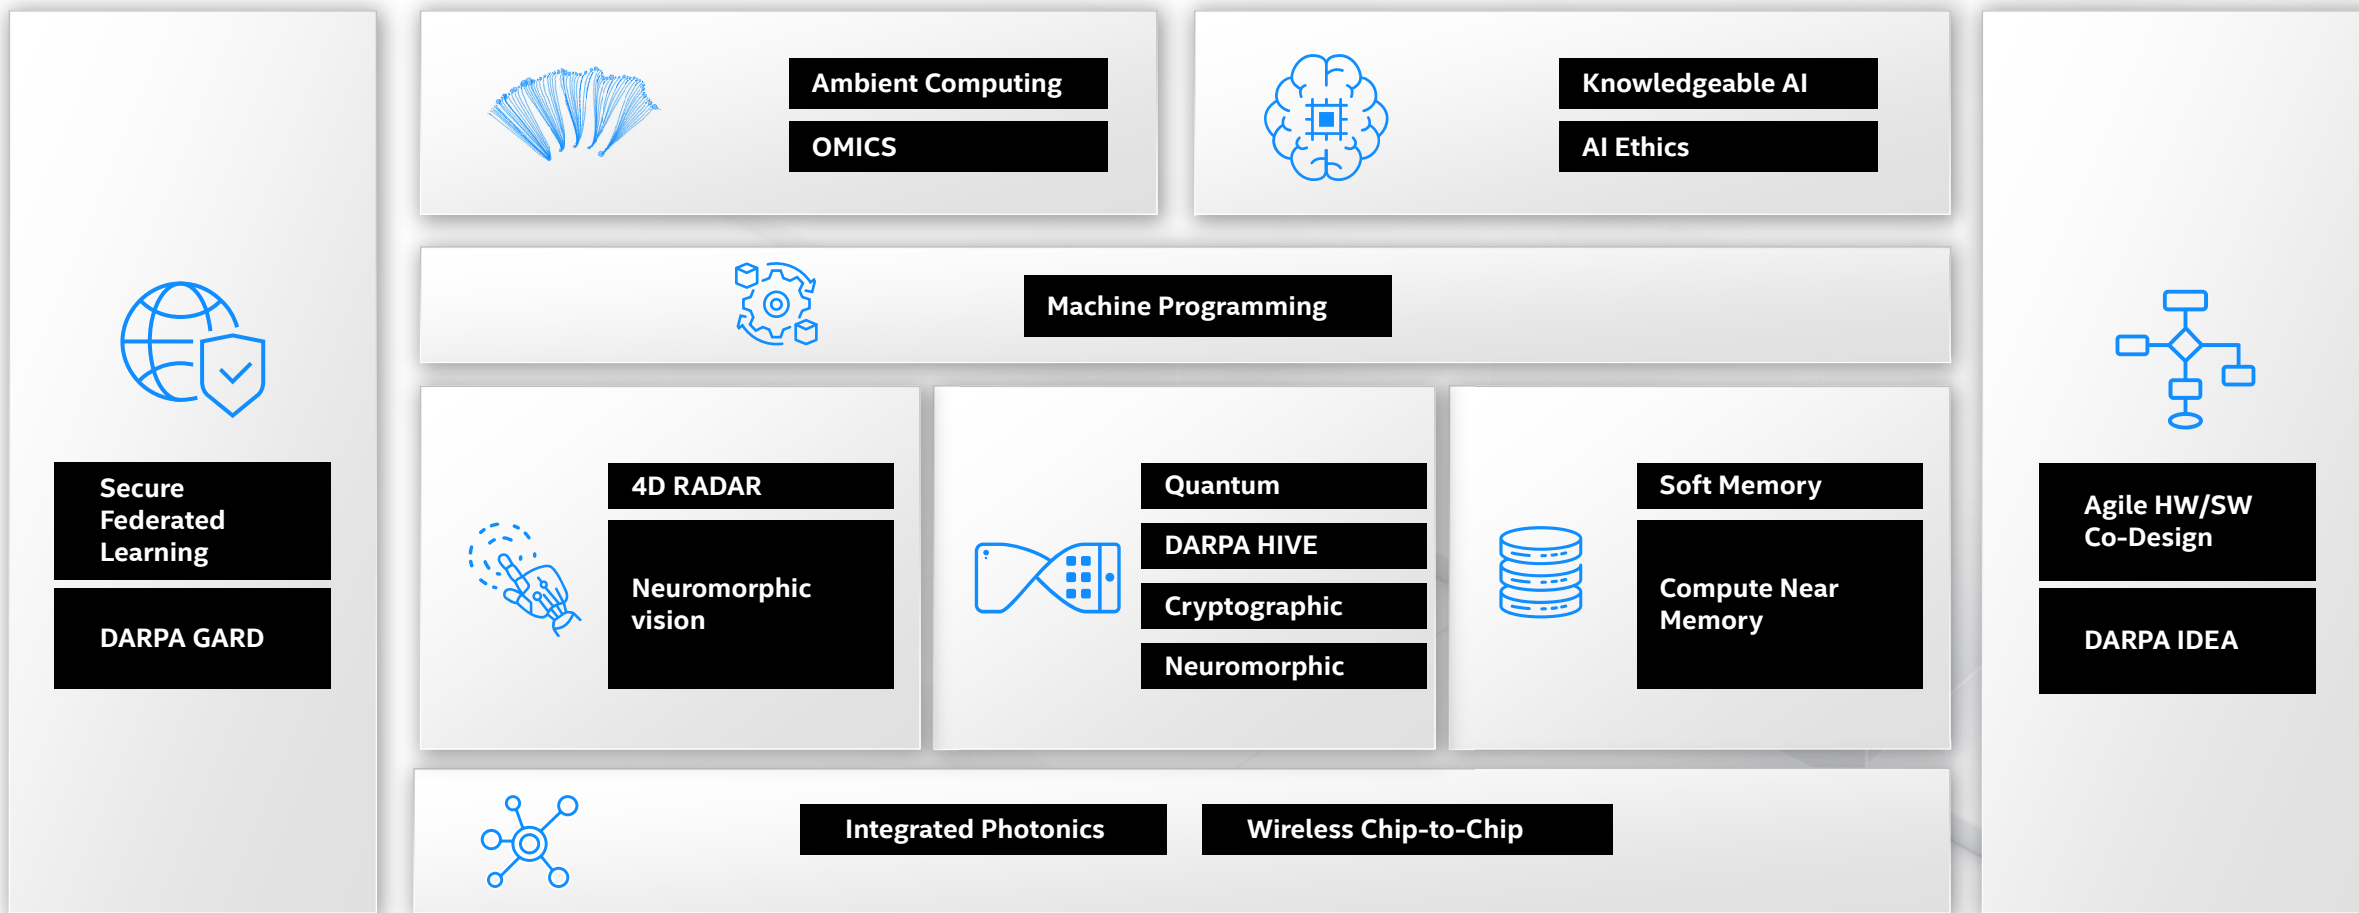 Ambient Computing
OMICS
Knowledgeable AI
AI Ethics
Machine Programming
Secure
Federated
Learning
DARPA GARD
4D RADAR
Neuromorphic
vision
Quantum
DARPA HIVE
Cryptographic
Neuromorphic
Soft Memory
Compute Near
Memory
Agile HW/SW
Co-Design
DARPA IDEA
Integrated Photonics
Wireless Chip-to-Chip